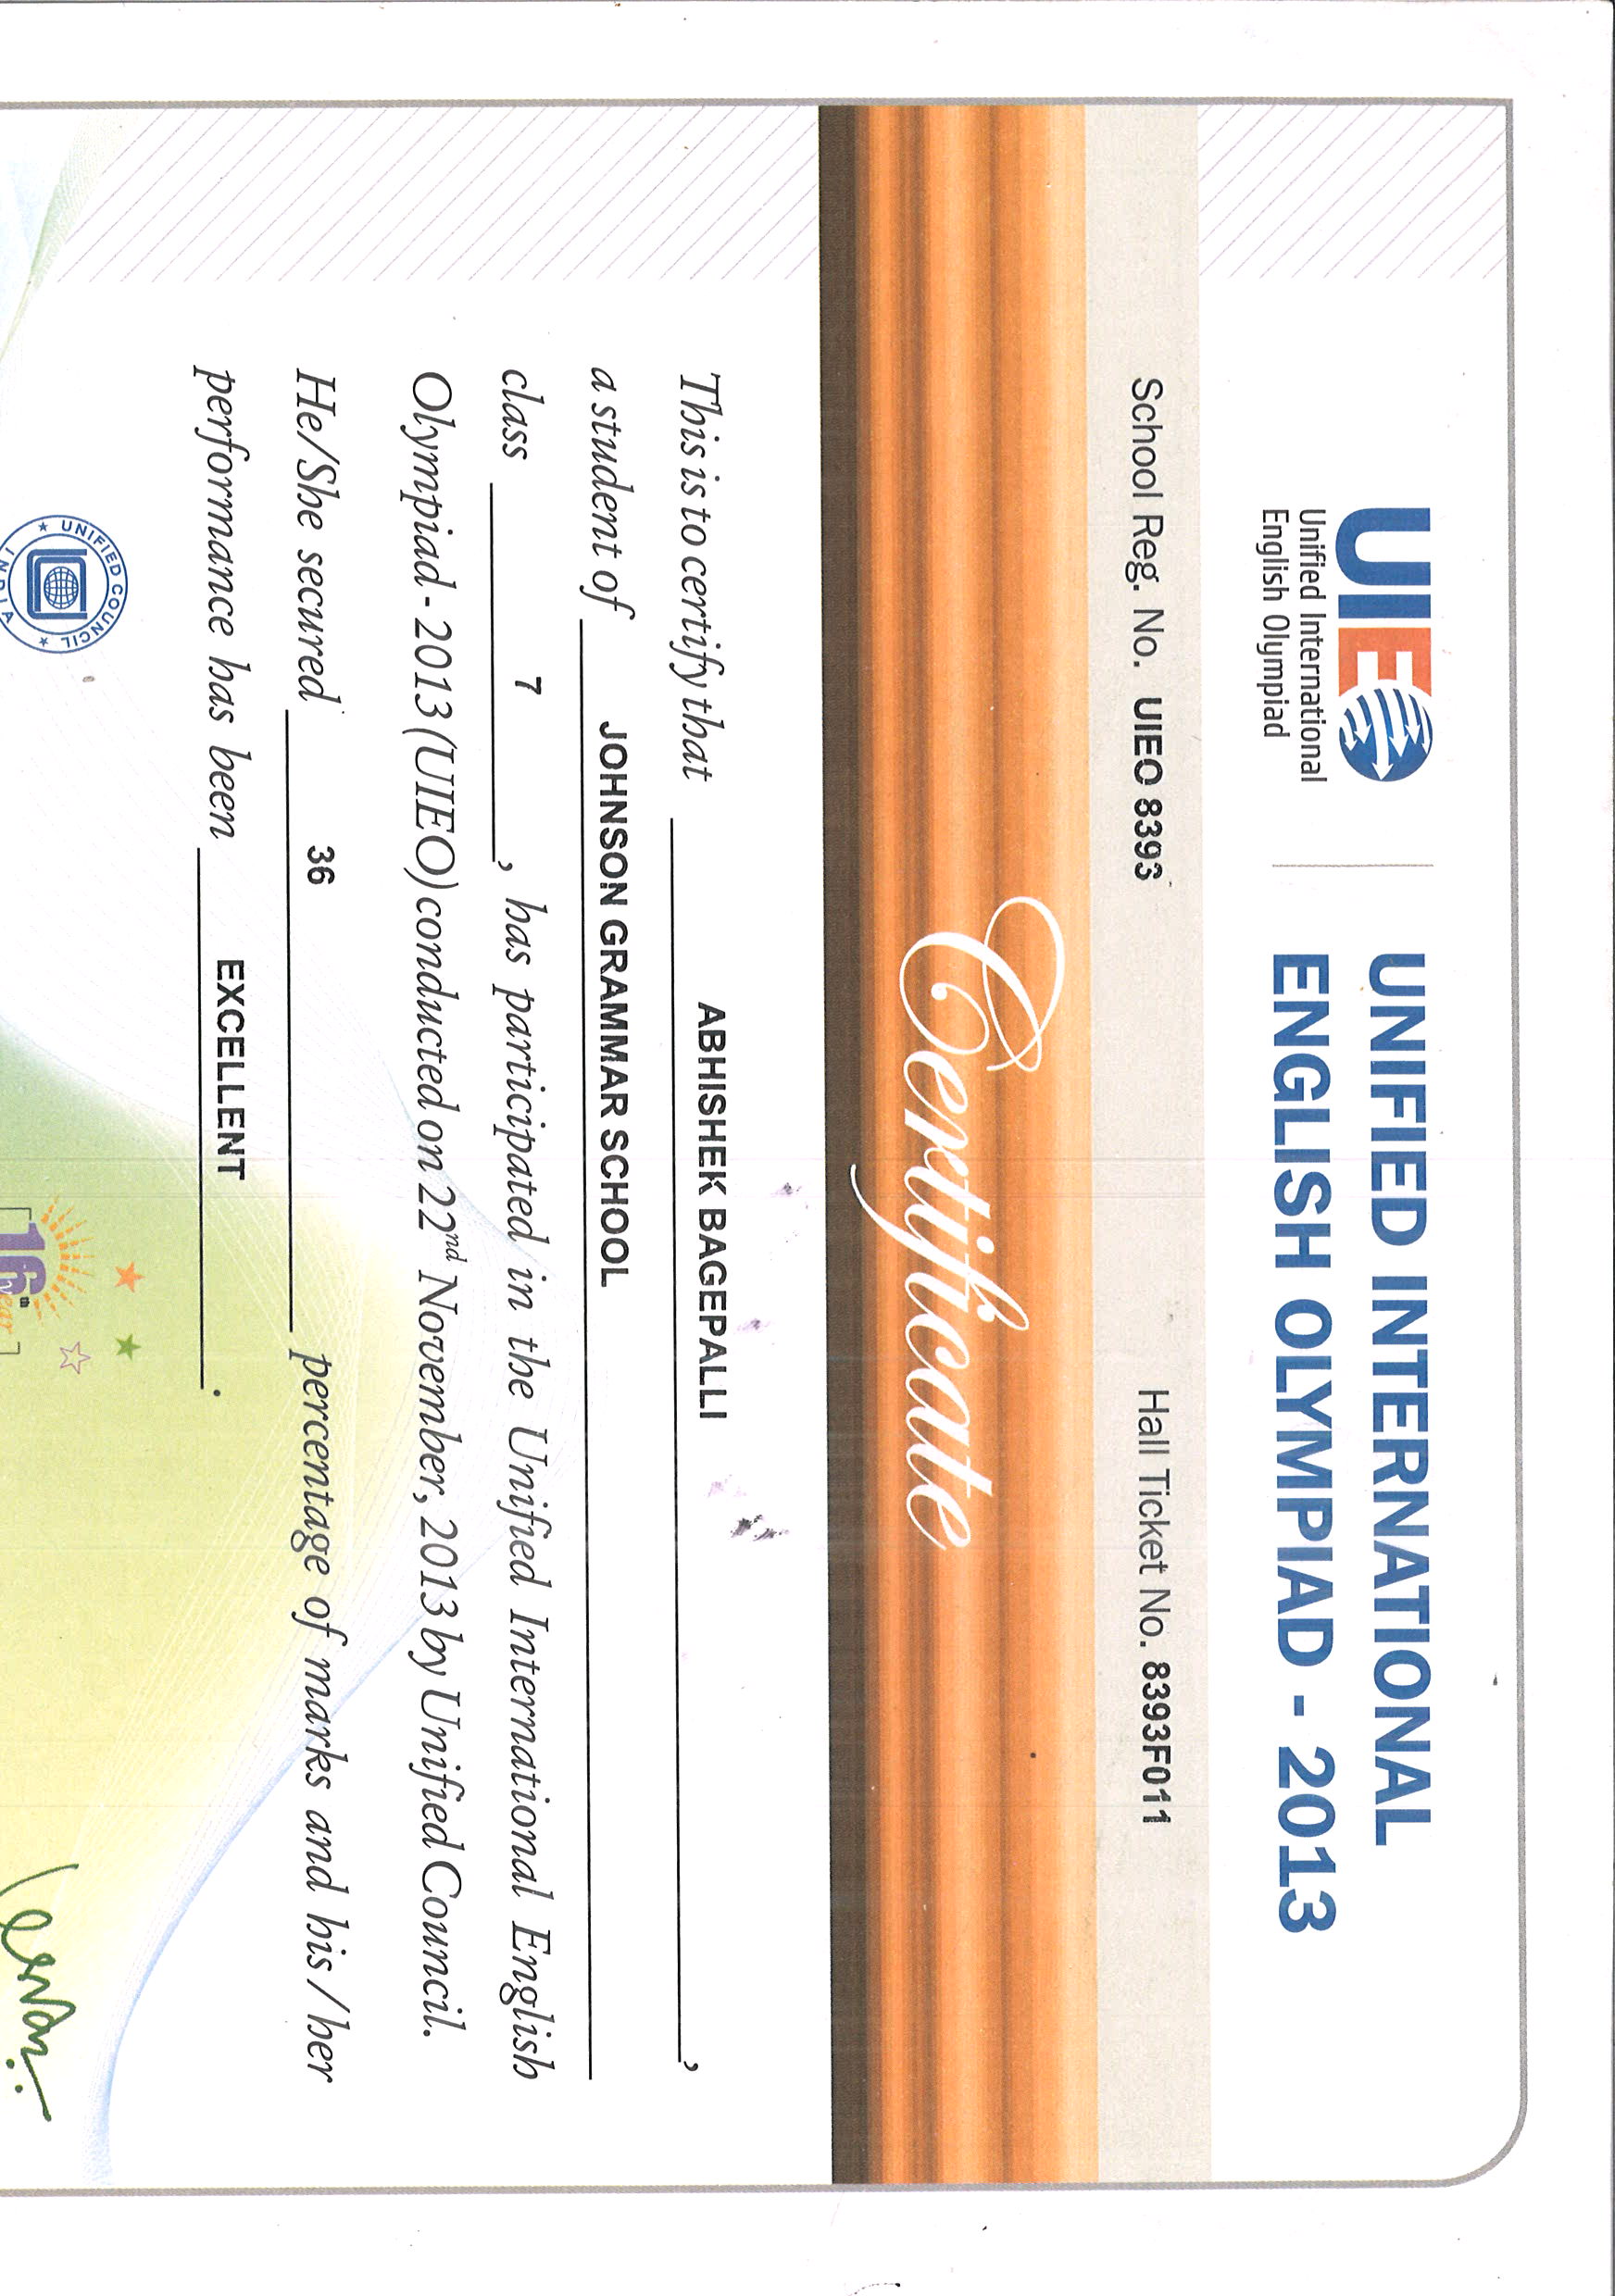 UIEO
Unified International
English Olympiad
UNIFIED INTERNATIONAL
ENGLISH OLYMPIAD - 2013
School Reg. No. UIEO 8393
Hall Ticket No. 8393F011
Certificate
This is to certify that ABHISHEK BAGEPALLI,
a student of JOHNSON GRAMMAR SCHOOL
class 7, has participated in the Unified International English
Olympiad - 2013 (UIEO) conducted on 22nd November, 2013 by Unified Council.
He/She secured 36 percentage of marks and his/her
performance has been EXCELLENT.
UNIFIED COUNCIL
INDIA
16th
year